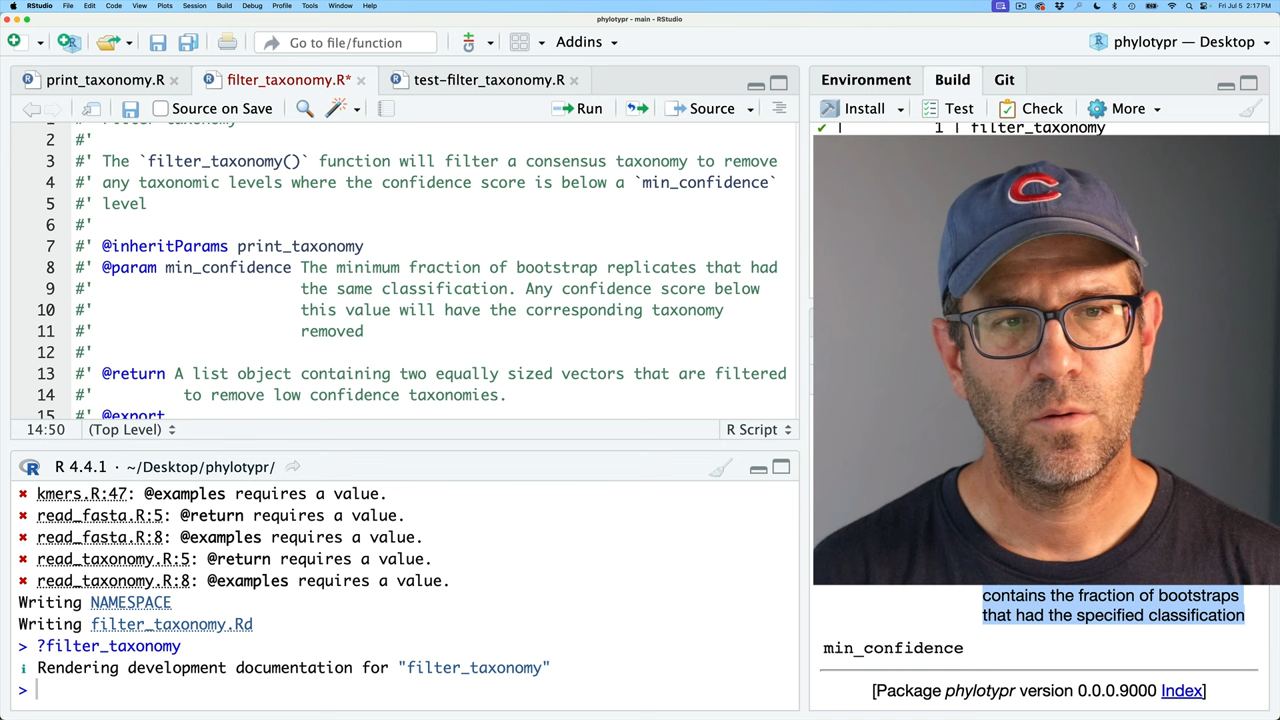 RStudio File Edit Code View Plots Session Build Debug Profile Tools Window Help Fri Jul 5 2:17 PM
phylotypr - main - RStudio
Go to file/function Addins phylotypr — Desktop
print_taxonomy.R filter_taxonomy.R* test-filter_taxonomy.R
Source on Save Run Source
2 #'
3 #' The `filter_taxonomy()` function will filter a consensus taxonomy to remove
4 #' any taxonomic levels where the confidence score is below a `min_confidence`
5 #' level
6 #'
7 #' @inheritParams print_taxonomy
8 #' @param min_confidence The minimum fraction of bootstrap replicates that had
9 #' the same classification. Any confidence score below
10 #' this value will have the corresponding taxonomy
11 #' removed
12 #'
13 #' @return A list object containing two equally sized vectors that are filtered
14 #' to remove low confidence taxonomies.
15 #' @export
14:50 (Top Level) R Script
R 4.4.1 · ~/Desktop/phylotypr/
✖ kmers.R:47: @examples requires a value.
✖ read_fasta.R:5: @return requires a value.
✖ read_fasta.R:8: @examples requires a value.
✖ read_taxonomy.R:5: @return requires a value.
✖ read_taxonomy.R:8: @examples requires a value.
Writing NAMESPACE
Writing filter_taxonomy.Rd
> ?filter_taxonomy
ℹ Rendering development documentation for "filter_taxonomy"
>
Environment Build Git
Install Test Check More
✔ | 1 | filter_taxonomy
C
contains the fraction of bootstraps
that had the specified classification
min_confidence
[Package phylotypr version 0.0.0.9000 Index]